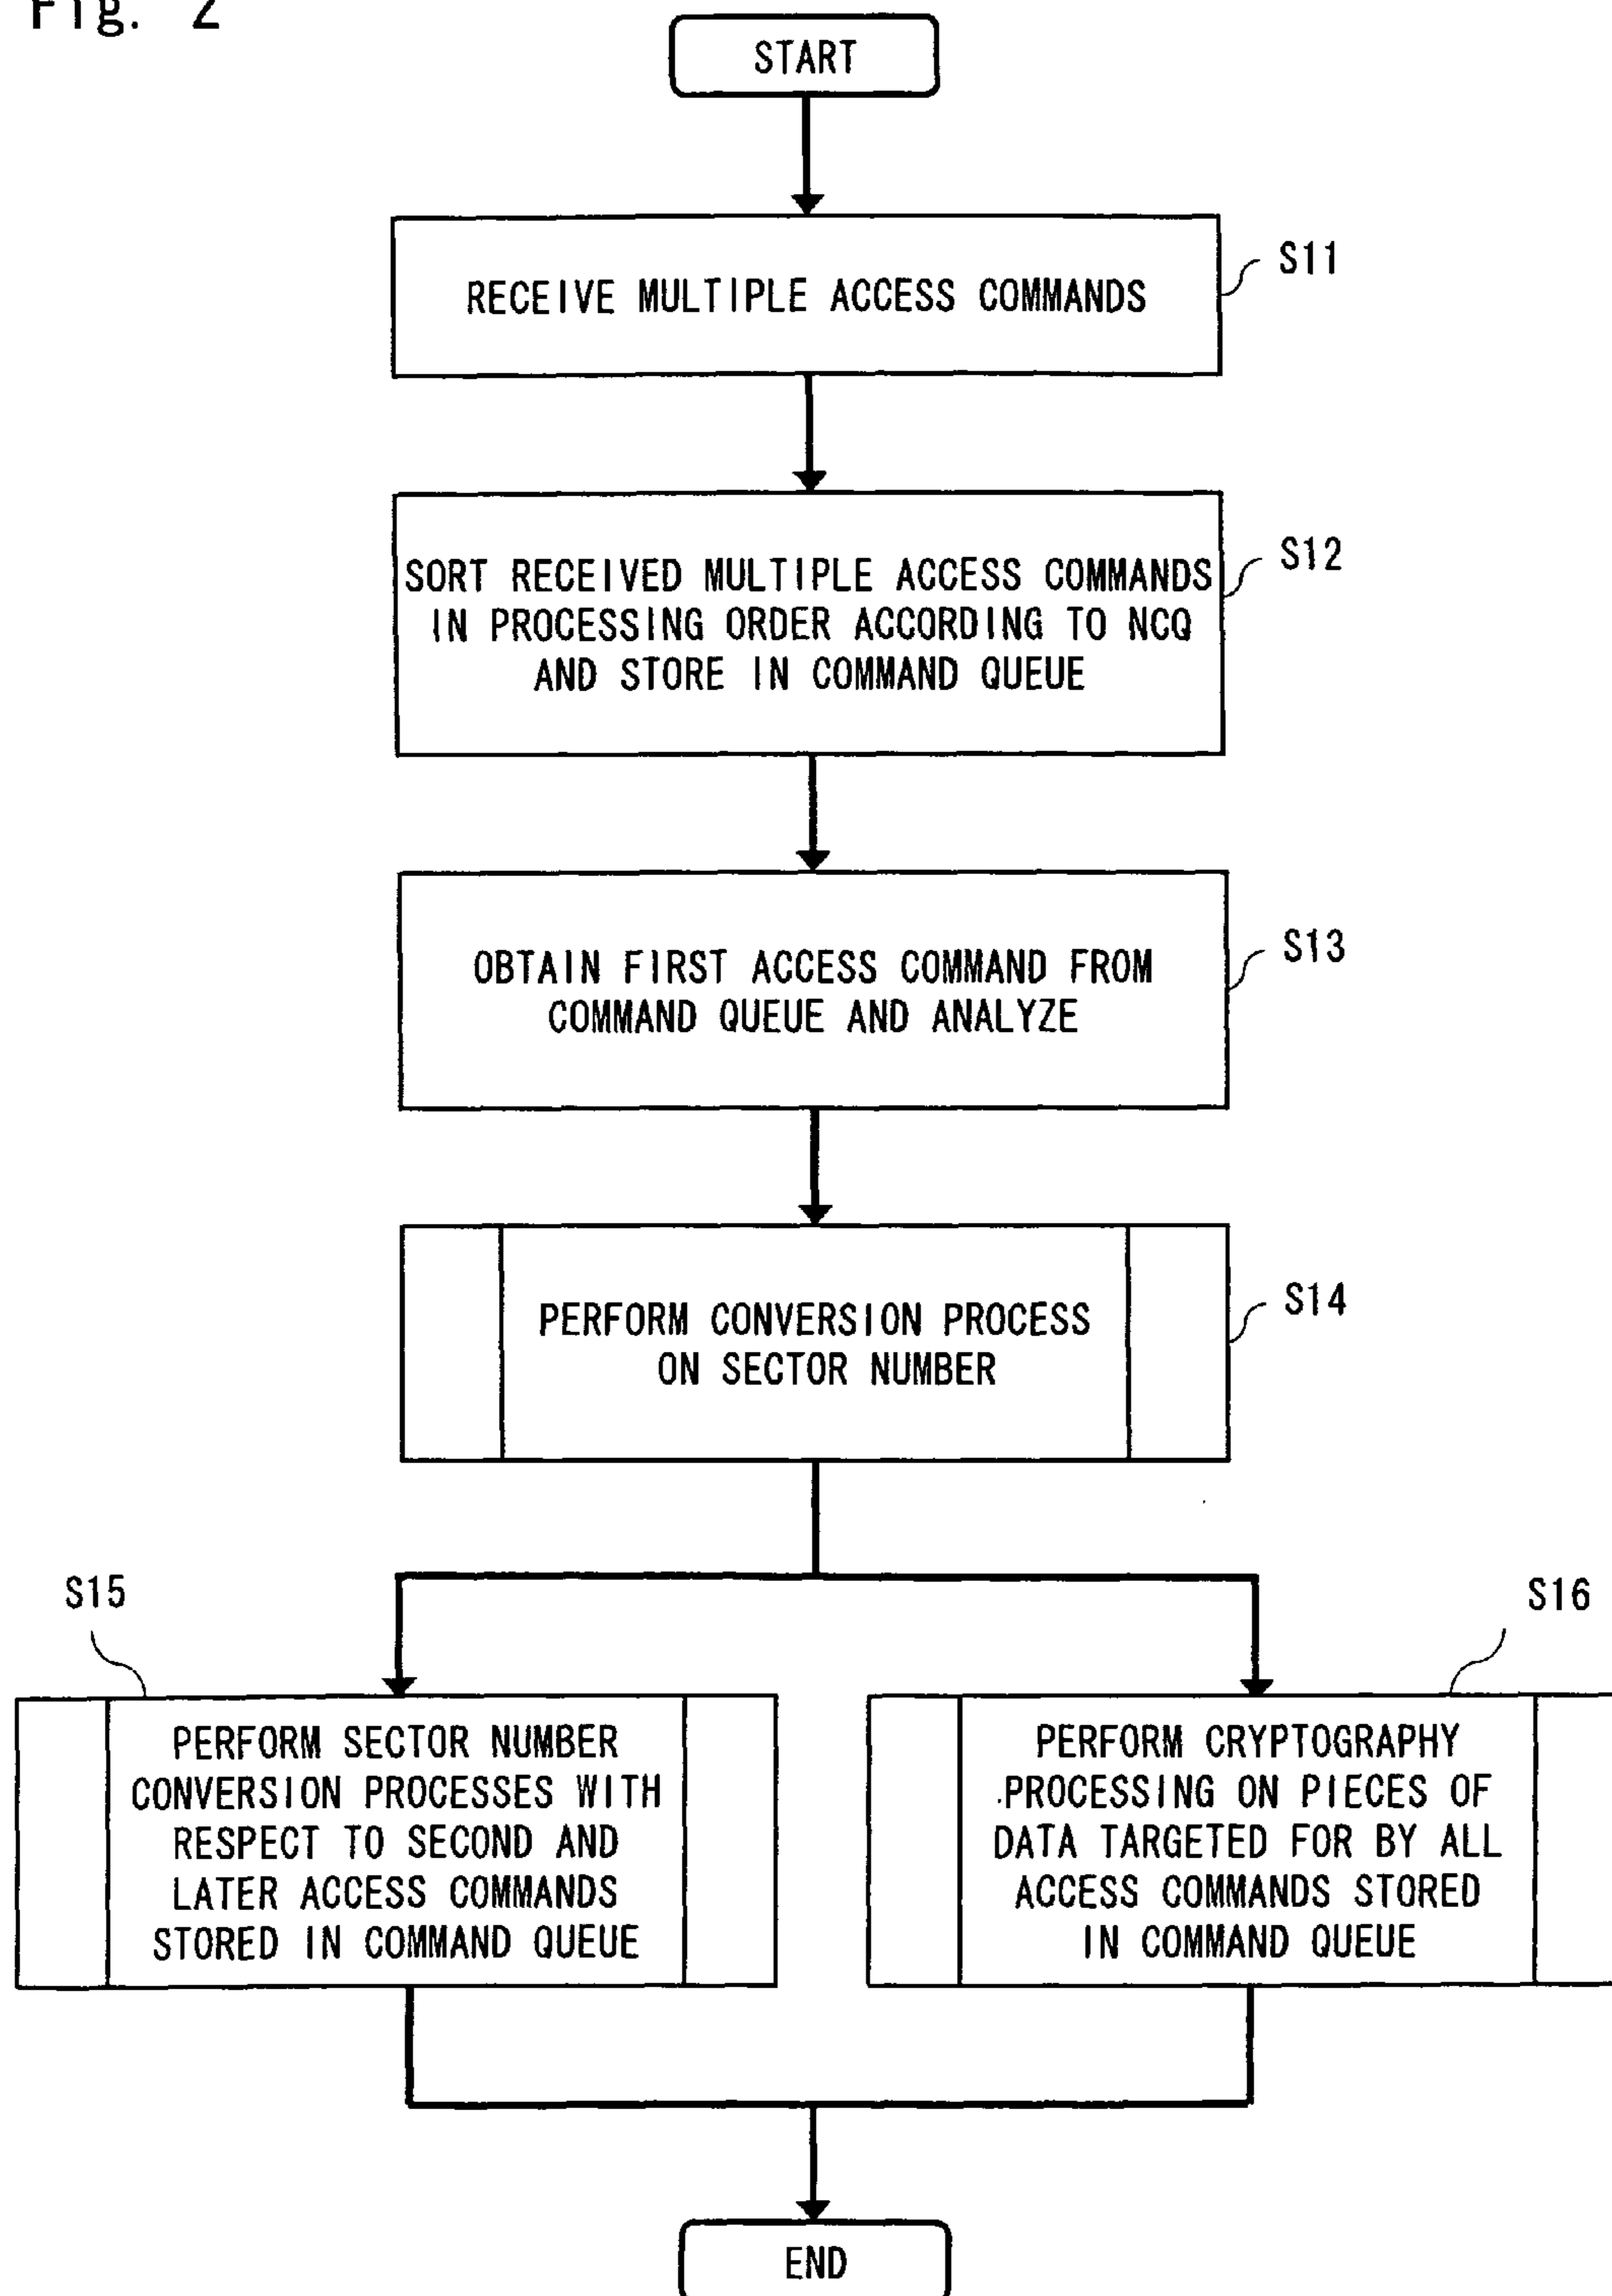 Fig. 2
START
RECEIVE MULTIPLE ACCESS COMMANDS
S11
SORT RECEIVED MULTIPLE ACCESS COMMANDS
IN PROCESSING ORDER ACCORDING TO NCQ
AND STORE IN COMMAND QUEUE
S12
OBTAIN FIRST ACCESS COMMAND FROM
COMMAND QUEUE AND ANALYZE
S13
PERFORM CONVERSION PROCESS
ON SECTOR NUMBER
S14
S15
PERFORM SECTOR NUMBER
CONVERSION PROCESSES WITH
RESPECT TO SECOND AND
LATER ACCESS COMMANDS
STORED IN COMMAND QUEUE
S16
PERFORM CRYPTOGRAPHY
PROCESSING ON PIECES OF
DATA TARGETED FOR BY ALL
ACCESS COMMANDS STORED
IN COMMAND QUEUE
END